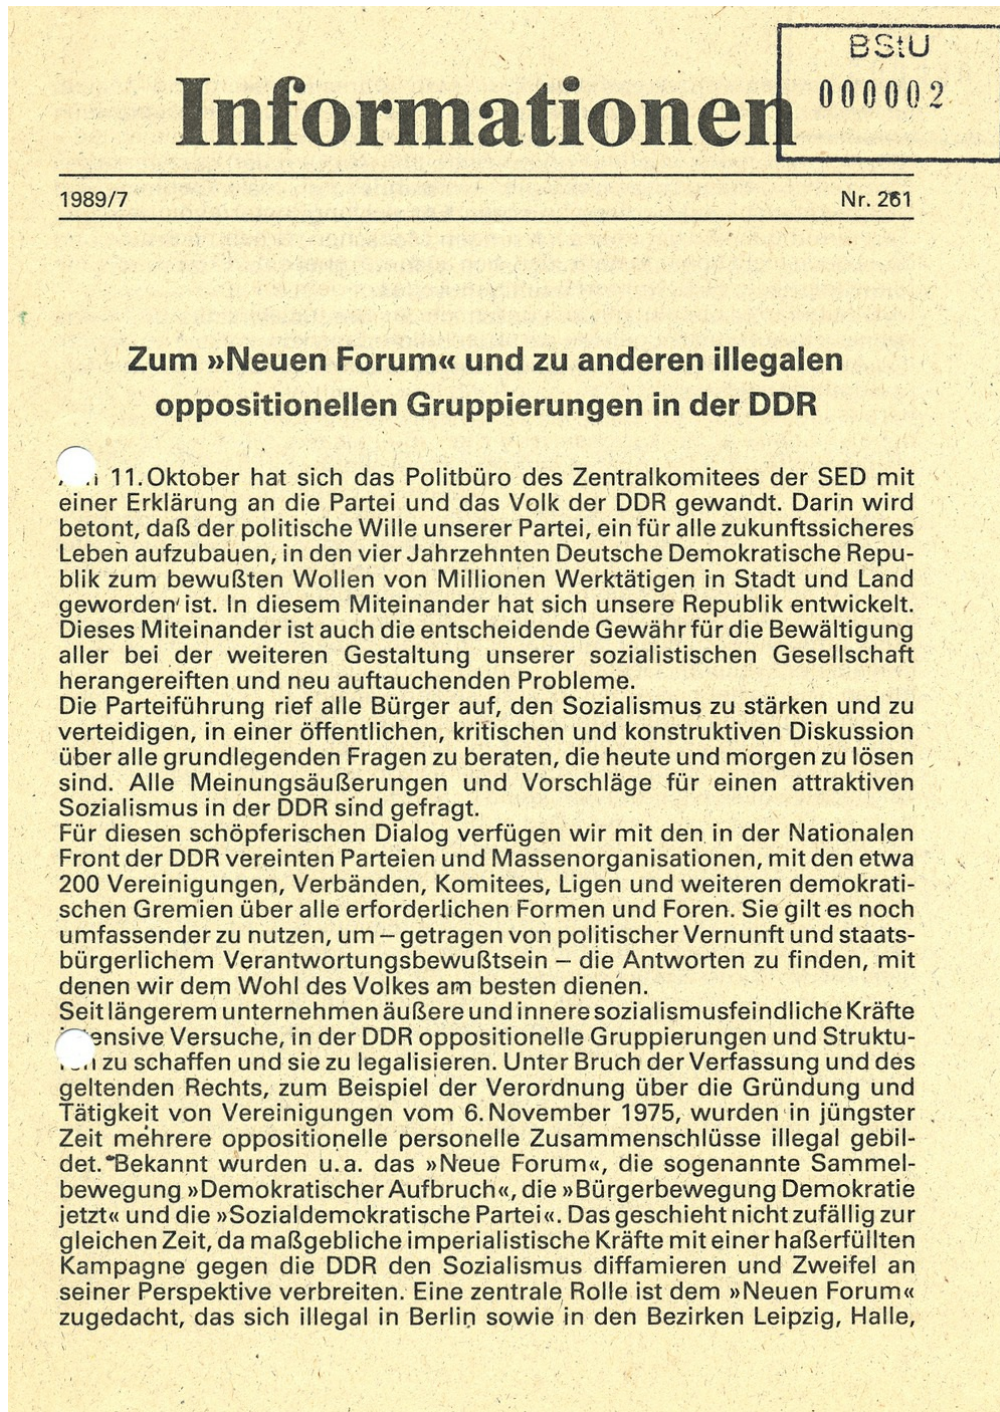 BStU
000002
Informationen
1989/7 Nr. 261
Zum »Neuen Forum« und zu anderen illegalen
oppositionellen Gruppierungen in der DDR
11. Oktober hat sich das Politbüro des Zentralkomitees der SED mit
einer Erklärung an die Partei und das Volk der DDR gewandt. Darin wird
betont, daß der politische Wille unserer Partei, ein für alle zukunftssicheres
Leben aufzubauen, in den vier Jahrzehnten Deutsche Demokratische Repu-
blik zum bewußten Wollen von Millionen Werktätigen in Stadt und Land
geworden ist. In diesem Miteinander hat sich unsere Republik entwickelt.
Dieses Miteinander ist auch die entscheidende Gewähr für die Bewältigung
aller bei der weiteren Gestaltung unserer sozialistischen Gesellschaft
herangereiften und neu auftauchenden Probleme.
Die Parteiführung rief alle Bürger auf, den Sozialismus zu stärken und zu
verteidigen, in einer öffentlichen, kritischen und konstruktiven Diskussion
über alle grundlegenden Fragen zu beraten, die heute und morgen zu lösen
sind. Alle Meinungsäußerungen und Vorschläge für einen attraktiven
Sozialismus in der DDR sind gefragt.
Für diesen schöpferischen Dialog verfügen wir mit den in der Nationalen
Front der DDR vereinten Parteien und Massenorganisationen, mit den etwa
200 Vereinigungen, Verbänden, Komitees, Ligen und weiteren demokrati-
schen Gremien über alle erforderlichen Formen und Foren. Sie gilt es noch
umfassender zu nutzen, um – getragen von politischer Vernunft und staats-
bürgerlichem Verantwortungsbewußtsein – die Antworten zu finden, mit
denen wir dem Wohl des Volkes am besten dienen.
Seit längerem unternehmen äußere und innere sozialismusfeindliche Kräfte
intensive Versuche, in der DDR oppositionelle Gruppierungen und Struktu-
ren zu schaffen und sie zu legalisieren. Unter Bruch der Verfassung und des
geltenden Rechts, zum Beispiel der Verordnung über die Gründung und
Tätigkeit von Vereinigungen vom 6. November 1975, wurden in jüngster
Zeit mehrere oppositionelle personelle Zusammenschlüsse illegal gebil-
det. Bekannt wurden u. a. das »Neue Forum«, die sogenannte Sammel-
bewegung »Demokratischer Aufbruch«, die »Bürgerbewegung Demokratie
jetzt« und die »Sozialdemokratische Partei«. Das geschieht nicht zufällig zur
gleichen Zeit, da maßgebliche imperialistische Kräfte mit einer haßerfüllten
Kampagne gegen die DDR den Sozialismus diffamieren und Zweifel an
seiner Perspektive verbreiten. Eine zentrale Rolle ist dem »Neuen Forum«
zugedacht, das sich illegal in Berlin sowie in den Bezirken Leipzig, Halle,